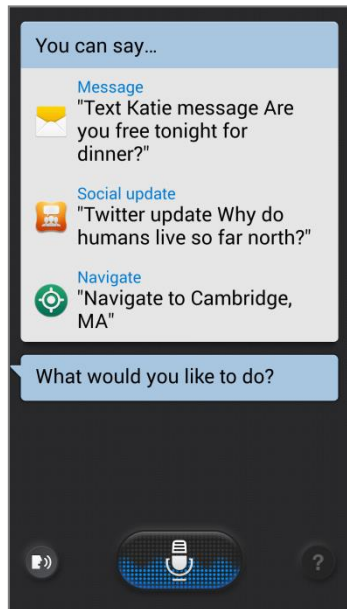 You can say…
Message
"Text Katie message Are
you free tonight for
dinner?"
Social update
"Twitter update Why do
humans live so far north?"
Navigate
"Navigate to Cambridge,
MA"
What would you like to do?
?